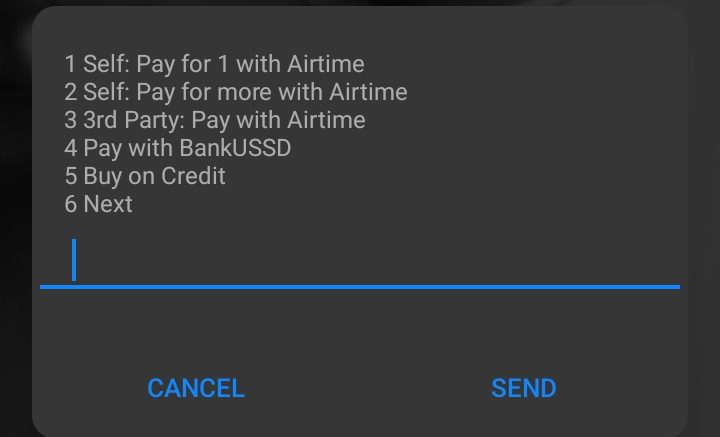 1 Self: Pay for 1 with Airtime
2 Self: Pay for more with Airtime
3 3rd Party: Pay with Airtime
4 Pay with BankUSSD
5 Buy on Credit
6 Next
CANCEL SEND